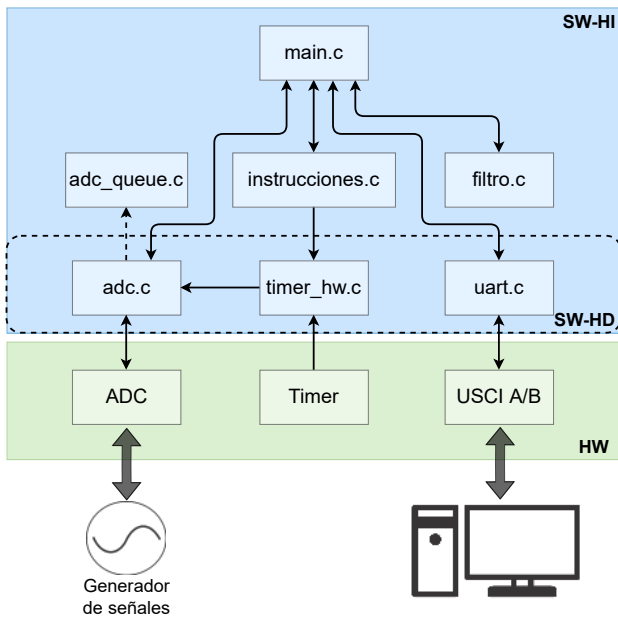 SW-HI
main.c
adc_queue.c
instrucciones.c
filtro.c
adc.c
timer_hw.c
uart.c
SW-HD
ADC
Timer
USCI A/B
HW
Generador
de señales